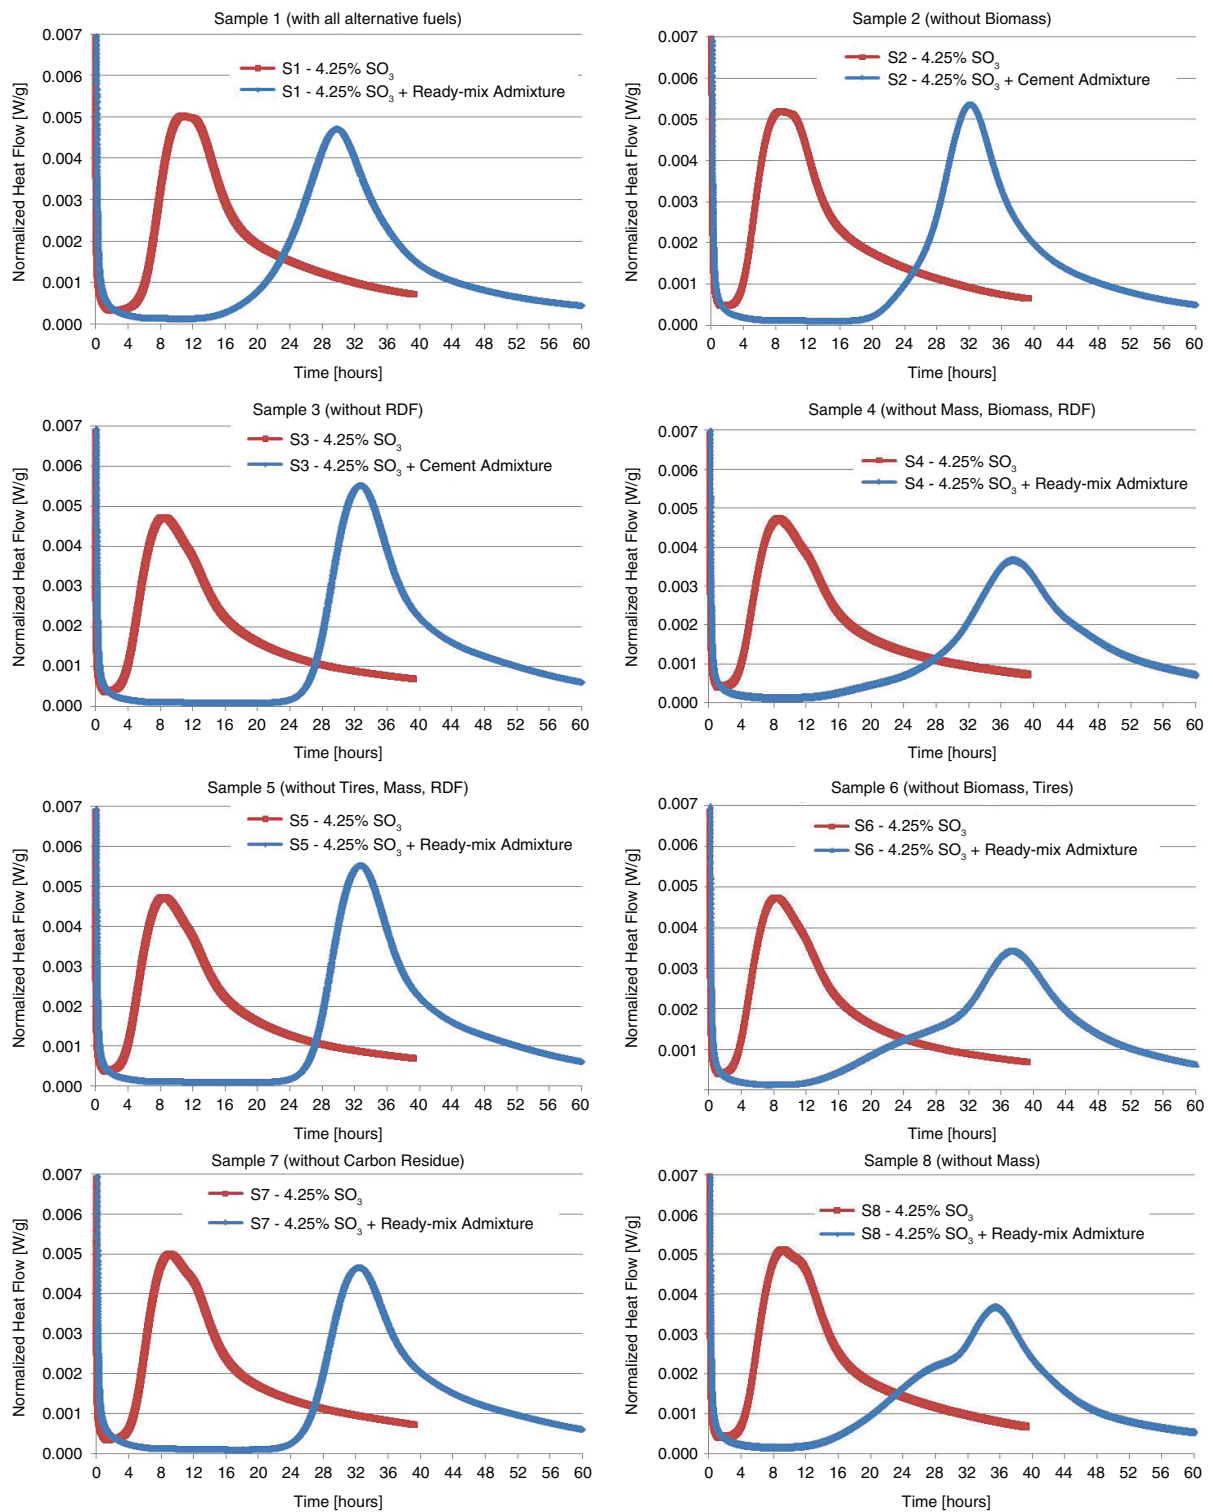 Sample 1 (with all alternative fuels)
Normalized Heat Flow [W/g]
0.007
0.006
0.005
0.004
0.003
0.002
0.001
0.000
S1 - 4.25% SO₃
S1 - 4.25% SO₃ + Ready-mix Admixture
0 4 8 12 16 20 24 28 32 36 40 44 48 52 56 60
Time [hours]
Sample 2 (without Biomass)
Normalized Heat Flow [W/g]
0.007
0.006
0.005
0.004
0.003
0.002
0.001
0.000
S2 - 4.25% SO₃
S2 - 4.25% SO₃ + Cement Admixture
0 4 8 12 16 20 24 28 32 36 40 44 48 52 56 60
Time [hours]
Sample 3 (without RDF)
Normalized Heat Flow [W/g]
0.007
0.006
0.005
0.004
0.003
0.002
0.001
0.000
S3 - 4.25% SO₃
S3 - 4.25% SO₃ + Cement Admixture
0 4 8 12 16 20 24 28 32 36 40 44 48 52 56 60
Time [hours]
Sample 4 (without Mass, Biomass, RDF)
Normalized Heat Flow [W/g]
0.007
0.006
0.005
0.004
0.003
0.002
0.001
0.000
S4 - 4.25% SO₃
S4 - 4.25% SO₃ + Ready-mix Admixture
0 4 8 12 16 20 24 28 32 36 40 44 48 52 56 60
Time [hours]
Sample 5 (without Tires, Mass, RDF)
Normalized Heat Flow [W/g]
0.007
0.006
0.005
0.004
0.003
0.002
0.001
0.000
S5 - 4.25% SO₃
S5 - 4.25% SO₃ + Ready-mix Admixture
0 4 8 12 16 20 24 28 32 36 40 44 48 52 56 60
Time [hours]
Sample 6 (without Biomass, Tires)
Normalized Heat Flow [W/g]
0.007
0.006
0.005
0.004
0.003
0.002
0.001
S6 - 4.25% SO₃
S6 - 4.25% SO₃ + Ready-mix Admixture
0 4 8 12 16 20 24 28 32 36 40 44 48 52 56 60
Time [hours]
Sample 7 (without Carbon Residue)
Normalized Heat Flow [W/g]
0.007
0.006
0.005
0.004
0.003
0.002
0.001
0.000
S7 - 4.25% SO₃
S7 - 4.25% SO₃ + Ready-mix Admixture
0 4 8 12 16 20 24 28 32 36 40 44 48 52 56 60
Time [hours]
Sample 8 (without Mass)
Normalized Heat Flow [W/g]
0.007
0.006
0.005
0.004
0.003
0.002
0.001
0.000
S8 - 4.25% SO₃
S8 - 4.25% SO₃ + Ready-mix Admixture
0 4 8 12 16 20 24 28 32 36 40 44 48 52 56 60
Time [hours]